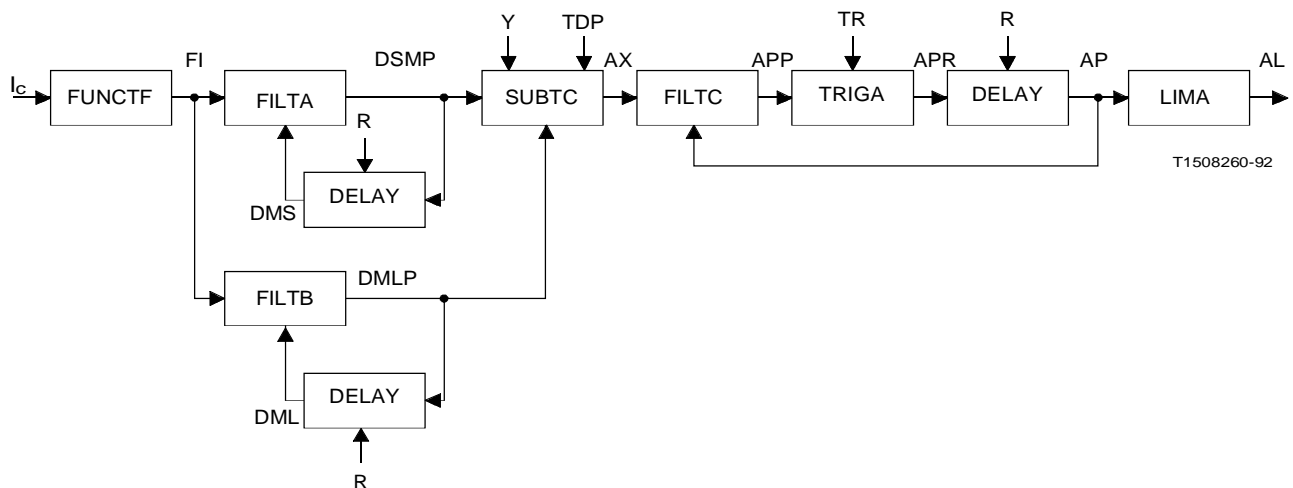 Y TDP TR R
FI DSMP AX APP APR AP AL
Ic FUNCTF FILTA SUBTC FILTC TRIGA DELAY LIMA
R
T1508260-92
DELAY
DMS
DMLP
FILTB
DELAY
DML
R